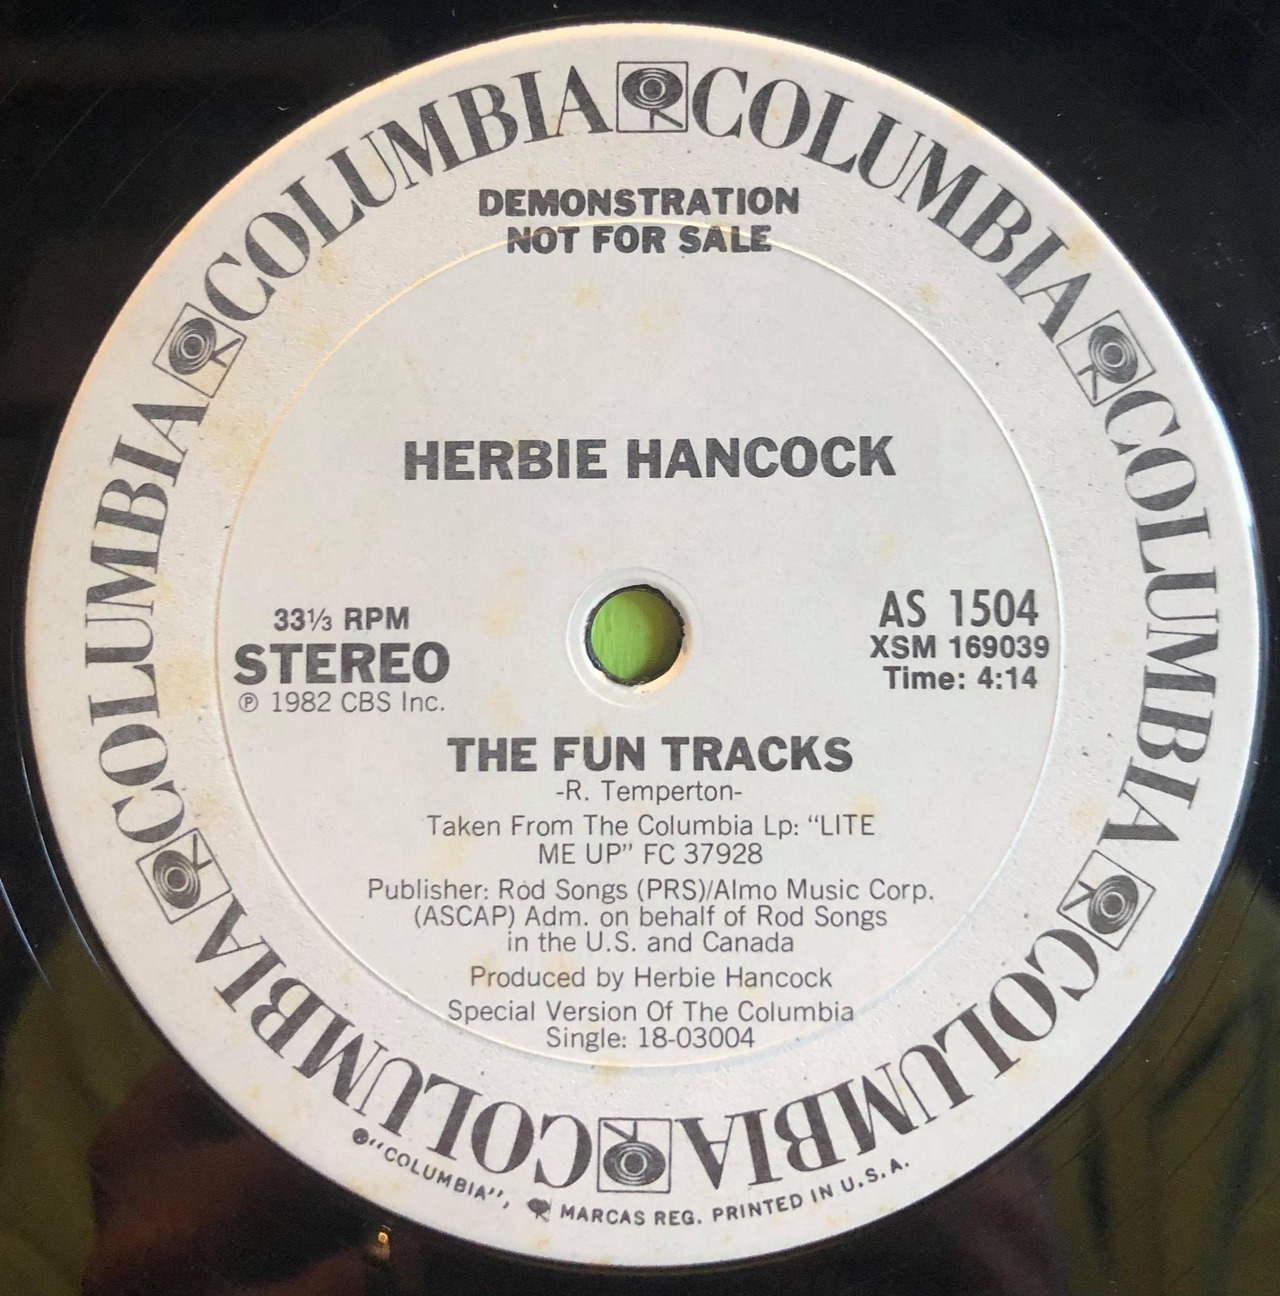 COLUMBIA COLUMBIA COLUMBIA COLUMBIA COLUMBIA COLUMBIA
DEMONSTRATION
NOT FOR SALE
HERBIE HANCOCK
33⅓ RPM
STEREO
℗ 1982 CBS Inc.
AS 1504
XSM 169039
Time: 4:14
THE FUN TRACKS
-R. Temperton-
Taken From The Columbia Lp: “LITE
ME UP” FC 37928
Publisher: Rod Songs (PRS)/Almo Music Corp.
(ASCAP) Adm. on behalf of Rod Songs
in the U.S. and Canada
Produced by Herbie Hancock
Special Version Of The Columbia
Single: 18-03004
®“COLUMBIA”, MARCAS REG. PRINTED IN U.S.A.